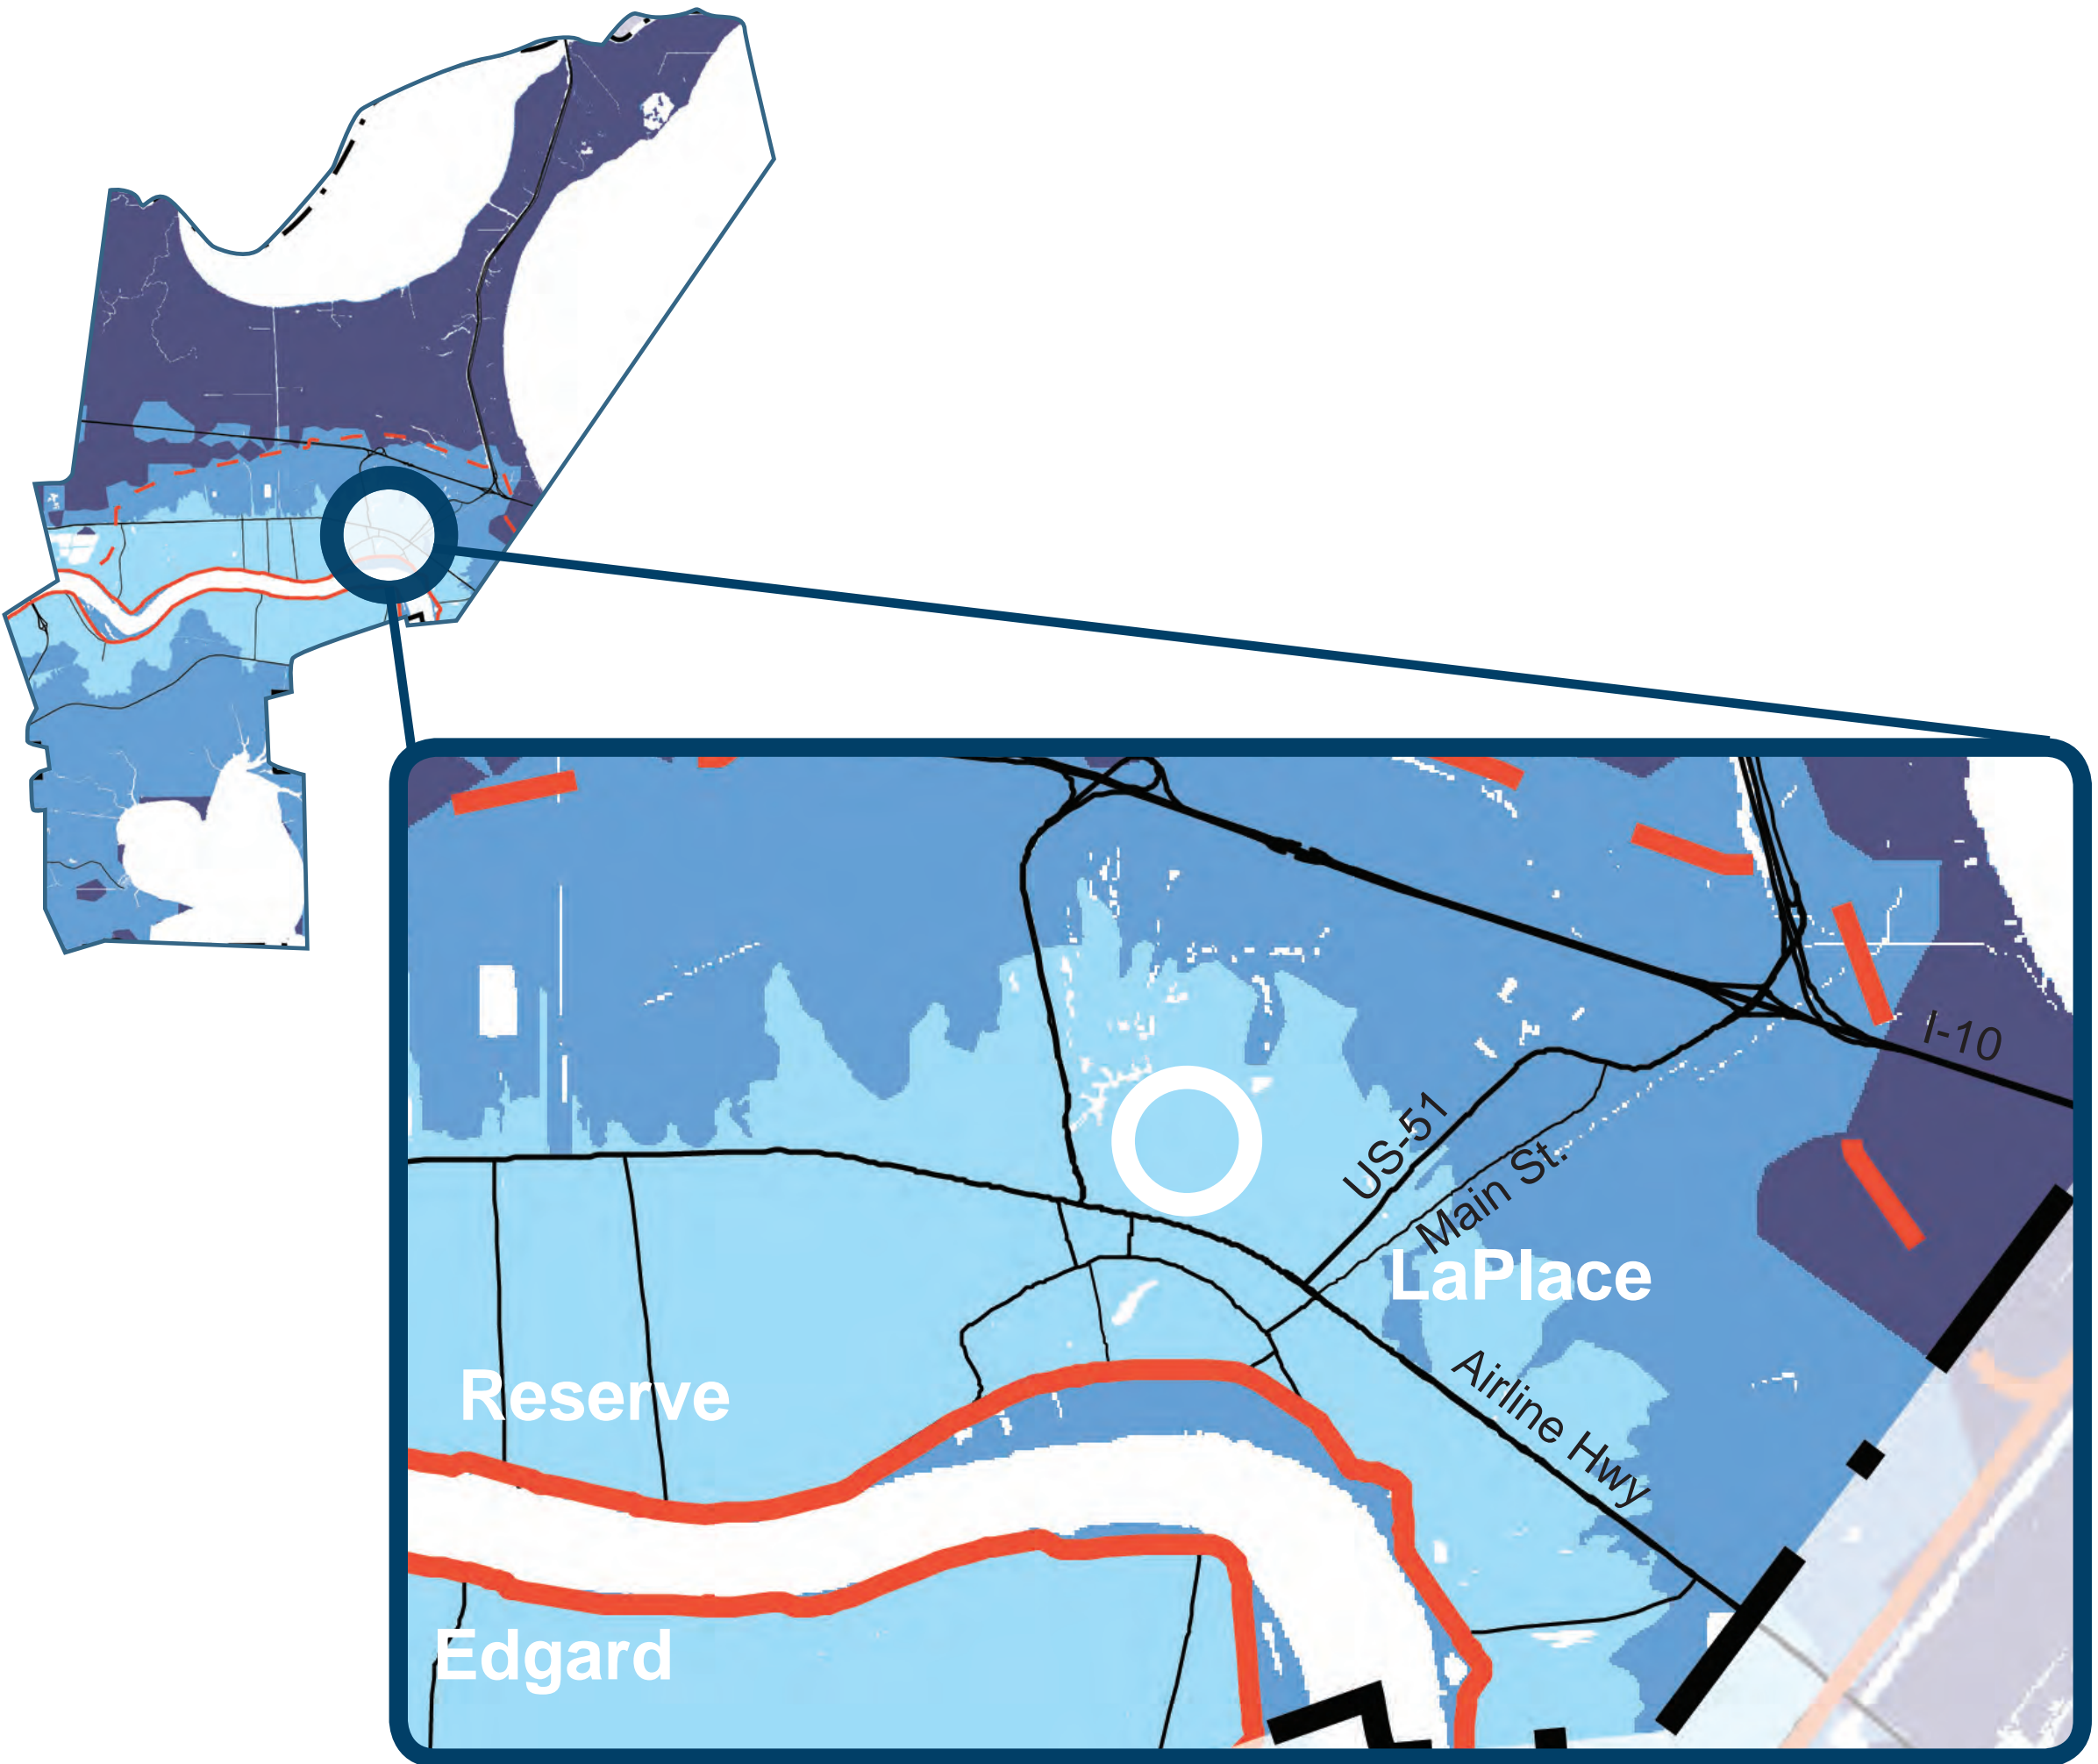 I-10
US-51
Main St.
LaPlace
Airline Hwy
Reserve
Edgard